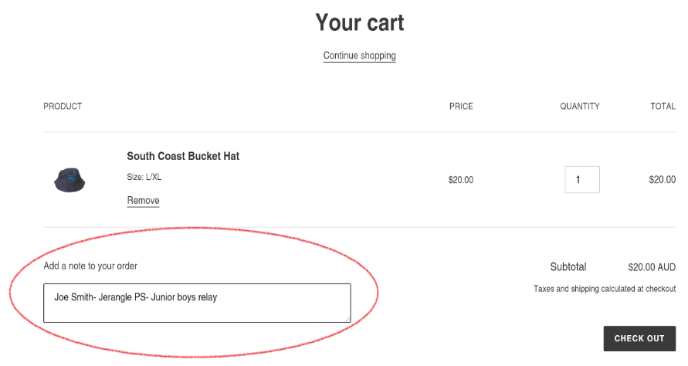 Your cart
Continue shopping
PRODUCT PRICE QUANTITY TOTAL
South Coast Bucket Hat
Size: L/XL
$20.00 1 $20.00
Remove
Add a note to your order
Subtotal $20.00 AUD
Taxes and shipping calculated at checkout
Joe Smith- Jerangle PS- Junior boys relay
CHECK OUT